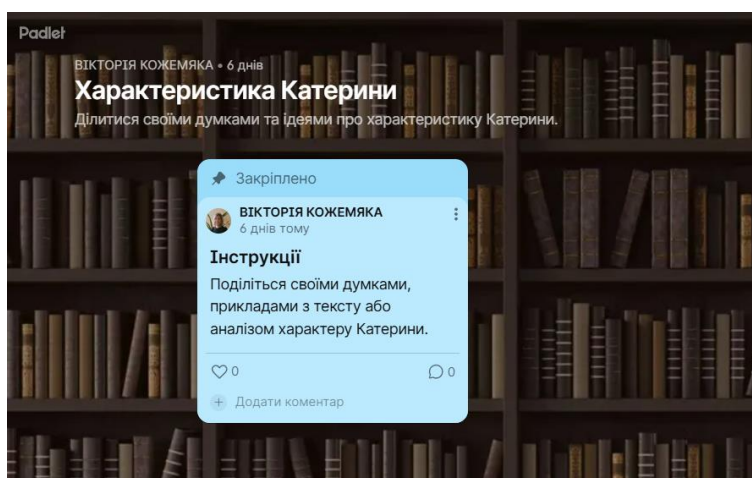 Padlet
ВІКТОРІЯ КОЖЕМЯКА • 6 днів
Характеристика Катерини
Ділитися своїми думками та ідеями про характеристику Катерини.
Закріплено
ВІКТОРІЯ КОЖЕМЯКА
6 днів тому
Інструкції
Поділіться своїми думками,
прикладами з тексту або
аналізом характеру Катерини.
0 0
Додати коментар